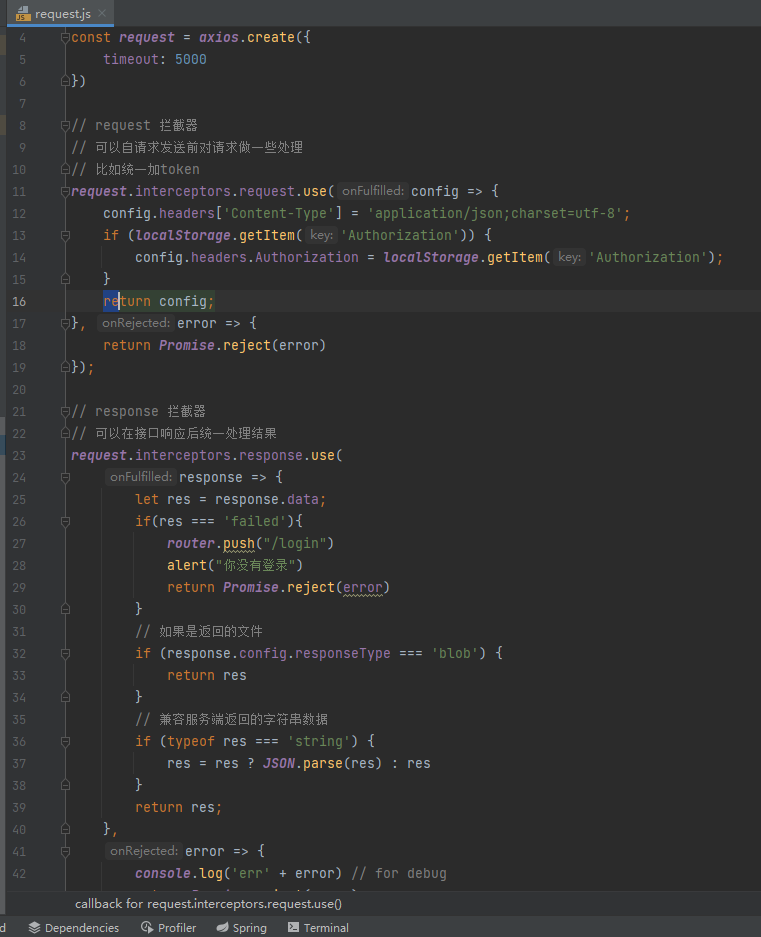 request.js
4 const request = axios.create({
5 timeout: 5000
6 })
7
8 // request 拦截器
9 // 可以自请求发送前对请求做一些处理
10 // 比如统一加token
11 request.interceptors.request.use( onFulfilled: config => {
12 config.headers['Content-Type'] = 'application/json;charset=utf-8';
13 if (localStorage.getItem( key: 'Authorization')) {
14 config.headers.Authorization = localStorage.getItem( key: 'Authorization');
15 }
16 return config;
17 }, onRejected: error => {
18 return Promise.reject(error)
19 });
20
21 // response 拦截器
22 // 可以在接口响应后统一处理结果
23 request.interceptors.response.use(
24 onFulfilled: response => {
25 let res = response.data;
26 if(res === 'failed'){
27 router.push("/login")
28 alert("你没有登录")
29 return Promise.reject(error)
30 }
31 // 如果是返回的文件
32 if (response.config.responseType === 'blob') {
33 return res
34 }
35 // 兼容服务端返回的字符串数据
36 if (typeof res === 'string') {
37 res = res ? JSON.parse(res) : res
38 }
39 return res;
40 },
41 onRejected: error => {
42 console.log('err' + error) // for debug
callback for request.interceptors.request.use()
d Dependencies Profiler Spring Terminal